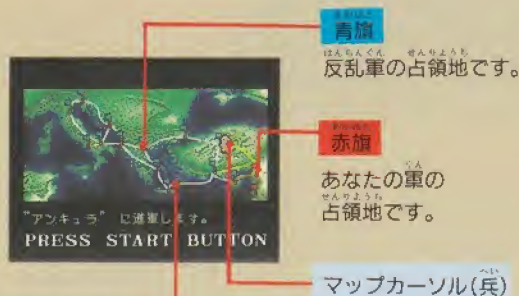 青旗
反乱軍の占領地です。
赤旗
あなたの軍の
占領地です。
マップカーソル(兵)
"アンキュラ" に進軍します。
PRESS START BUTTON